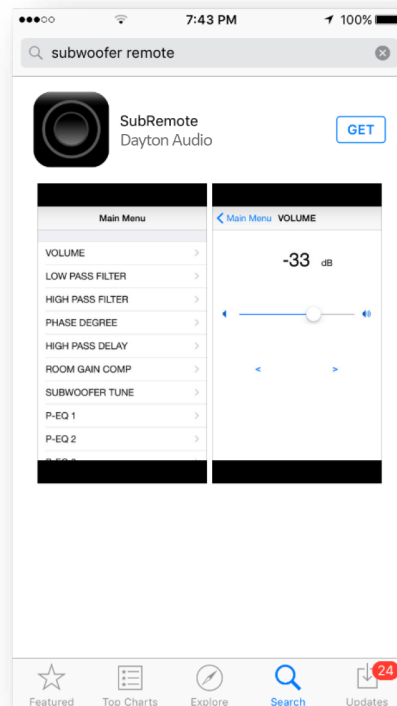 7:43 PM 100%
subwoofer remote
SubRemote
Dayton Audio
GET
Main Menu
VOLUME
LOW PASS FILTER
HIGH PASS FILTER
PHASE DEGREE
HIGH PASS DELAY
ROOM GAIN COMP
SUBWOOFER TUNE
P-EQ 1
P-EQ 2
Main Menu VOLUME
-33 dB
< >
24
Featured Top Charts Explore Search Updates